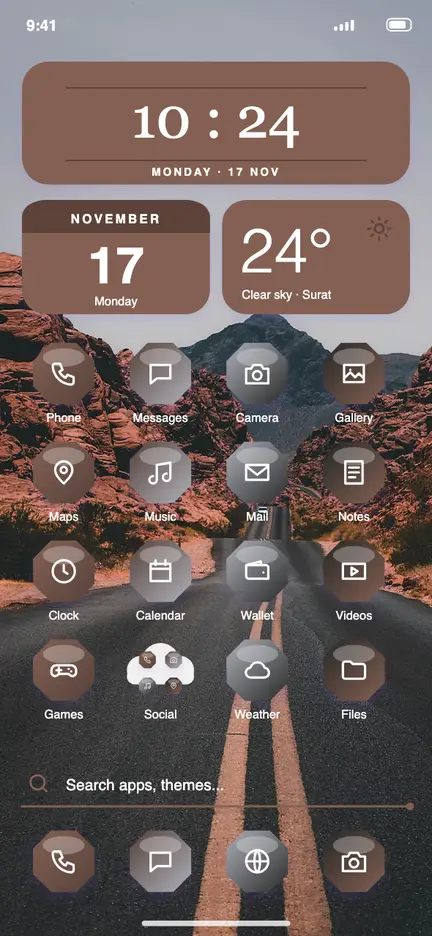 9:41
10 : 24
MONDAY · 17 NOV
NOVEMBER
17
Monday
24°
Clear sky · Surat
Phone Messages Camera Gallery
Maps Music Mail Notes
Clock Calendar Wallet Videos
Games Social Weather Files
Search apps, themes...